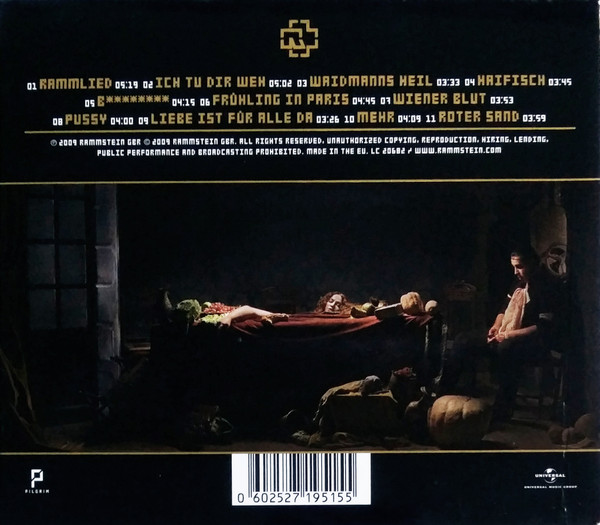 01 RAMMLIED 05:19 02 ICH TU DIR WEH 05:02 03 WAIDMANNS HEIL 03:33 04 HAIFISCH 03:45
05 B******** 04:15 06 FRÜHLING IN PARIS 04:45 07 WIENER BLUT 03:53
08 PUSSY 04:00 09 LIEBE IST FÜR ALLE DA 03:26 10 MEHR 04:09 11 ROTER SAND 03:59
℗ 2009 RAMMSTEIN GBR © 2009 RAMMSTEIN GBR. ALL RIGHTS RESERVED. UNAUTHORIZED COPYING, REPRODUCTION, HIRING, LENDING,
PUBLIC PERFORMANCE AND BROADCASTING PROHIBITED. MADE IN THE EU. LC 20682 / WWW.RAMMSTEIN.COM
PILGRIM
UNIVERSAL
UNIVERSAL MUSIC GROUP
0 602527 195155